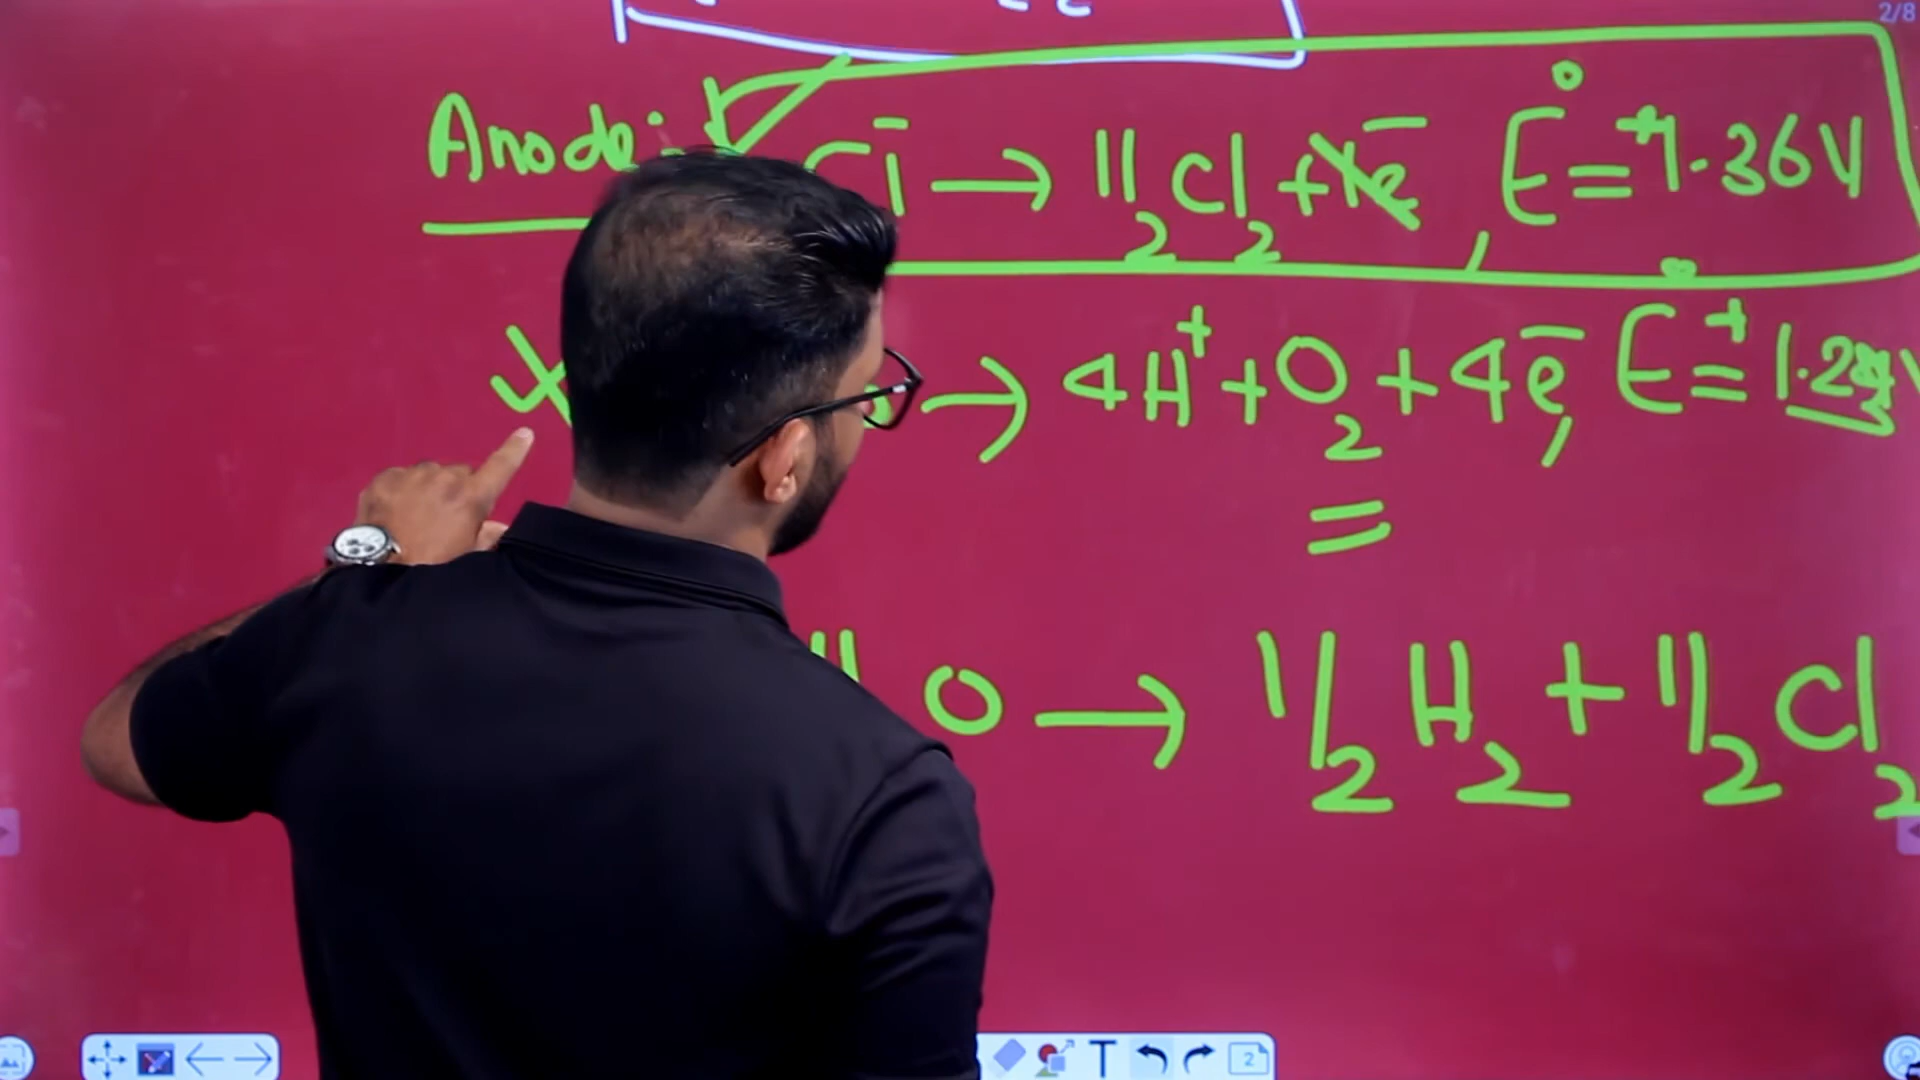 2/8
Anode: Cl⁻ → 1/2 Cl₂ + 1e⁻, E° = +1.36V
→ 4H⁺ + O₂ + 4e⁻, E° = +1.23V
O → 1/2 H₂ + 1/2 Cl₂
T 2